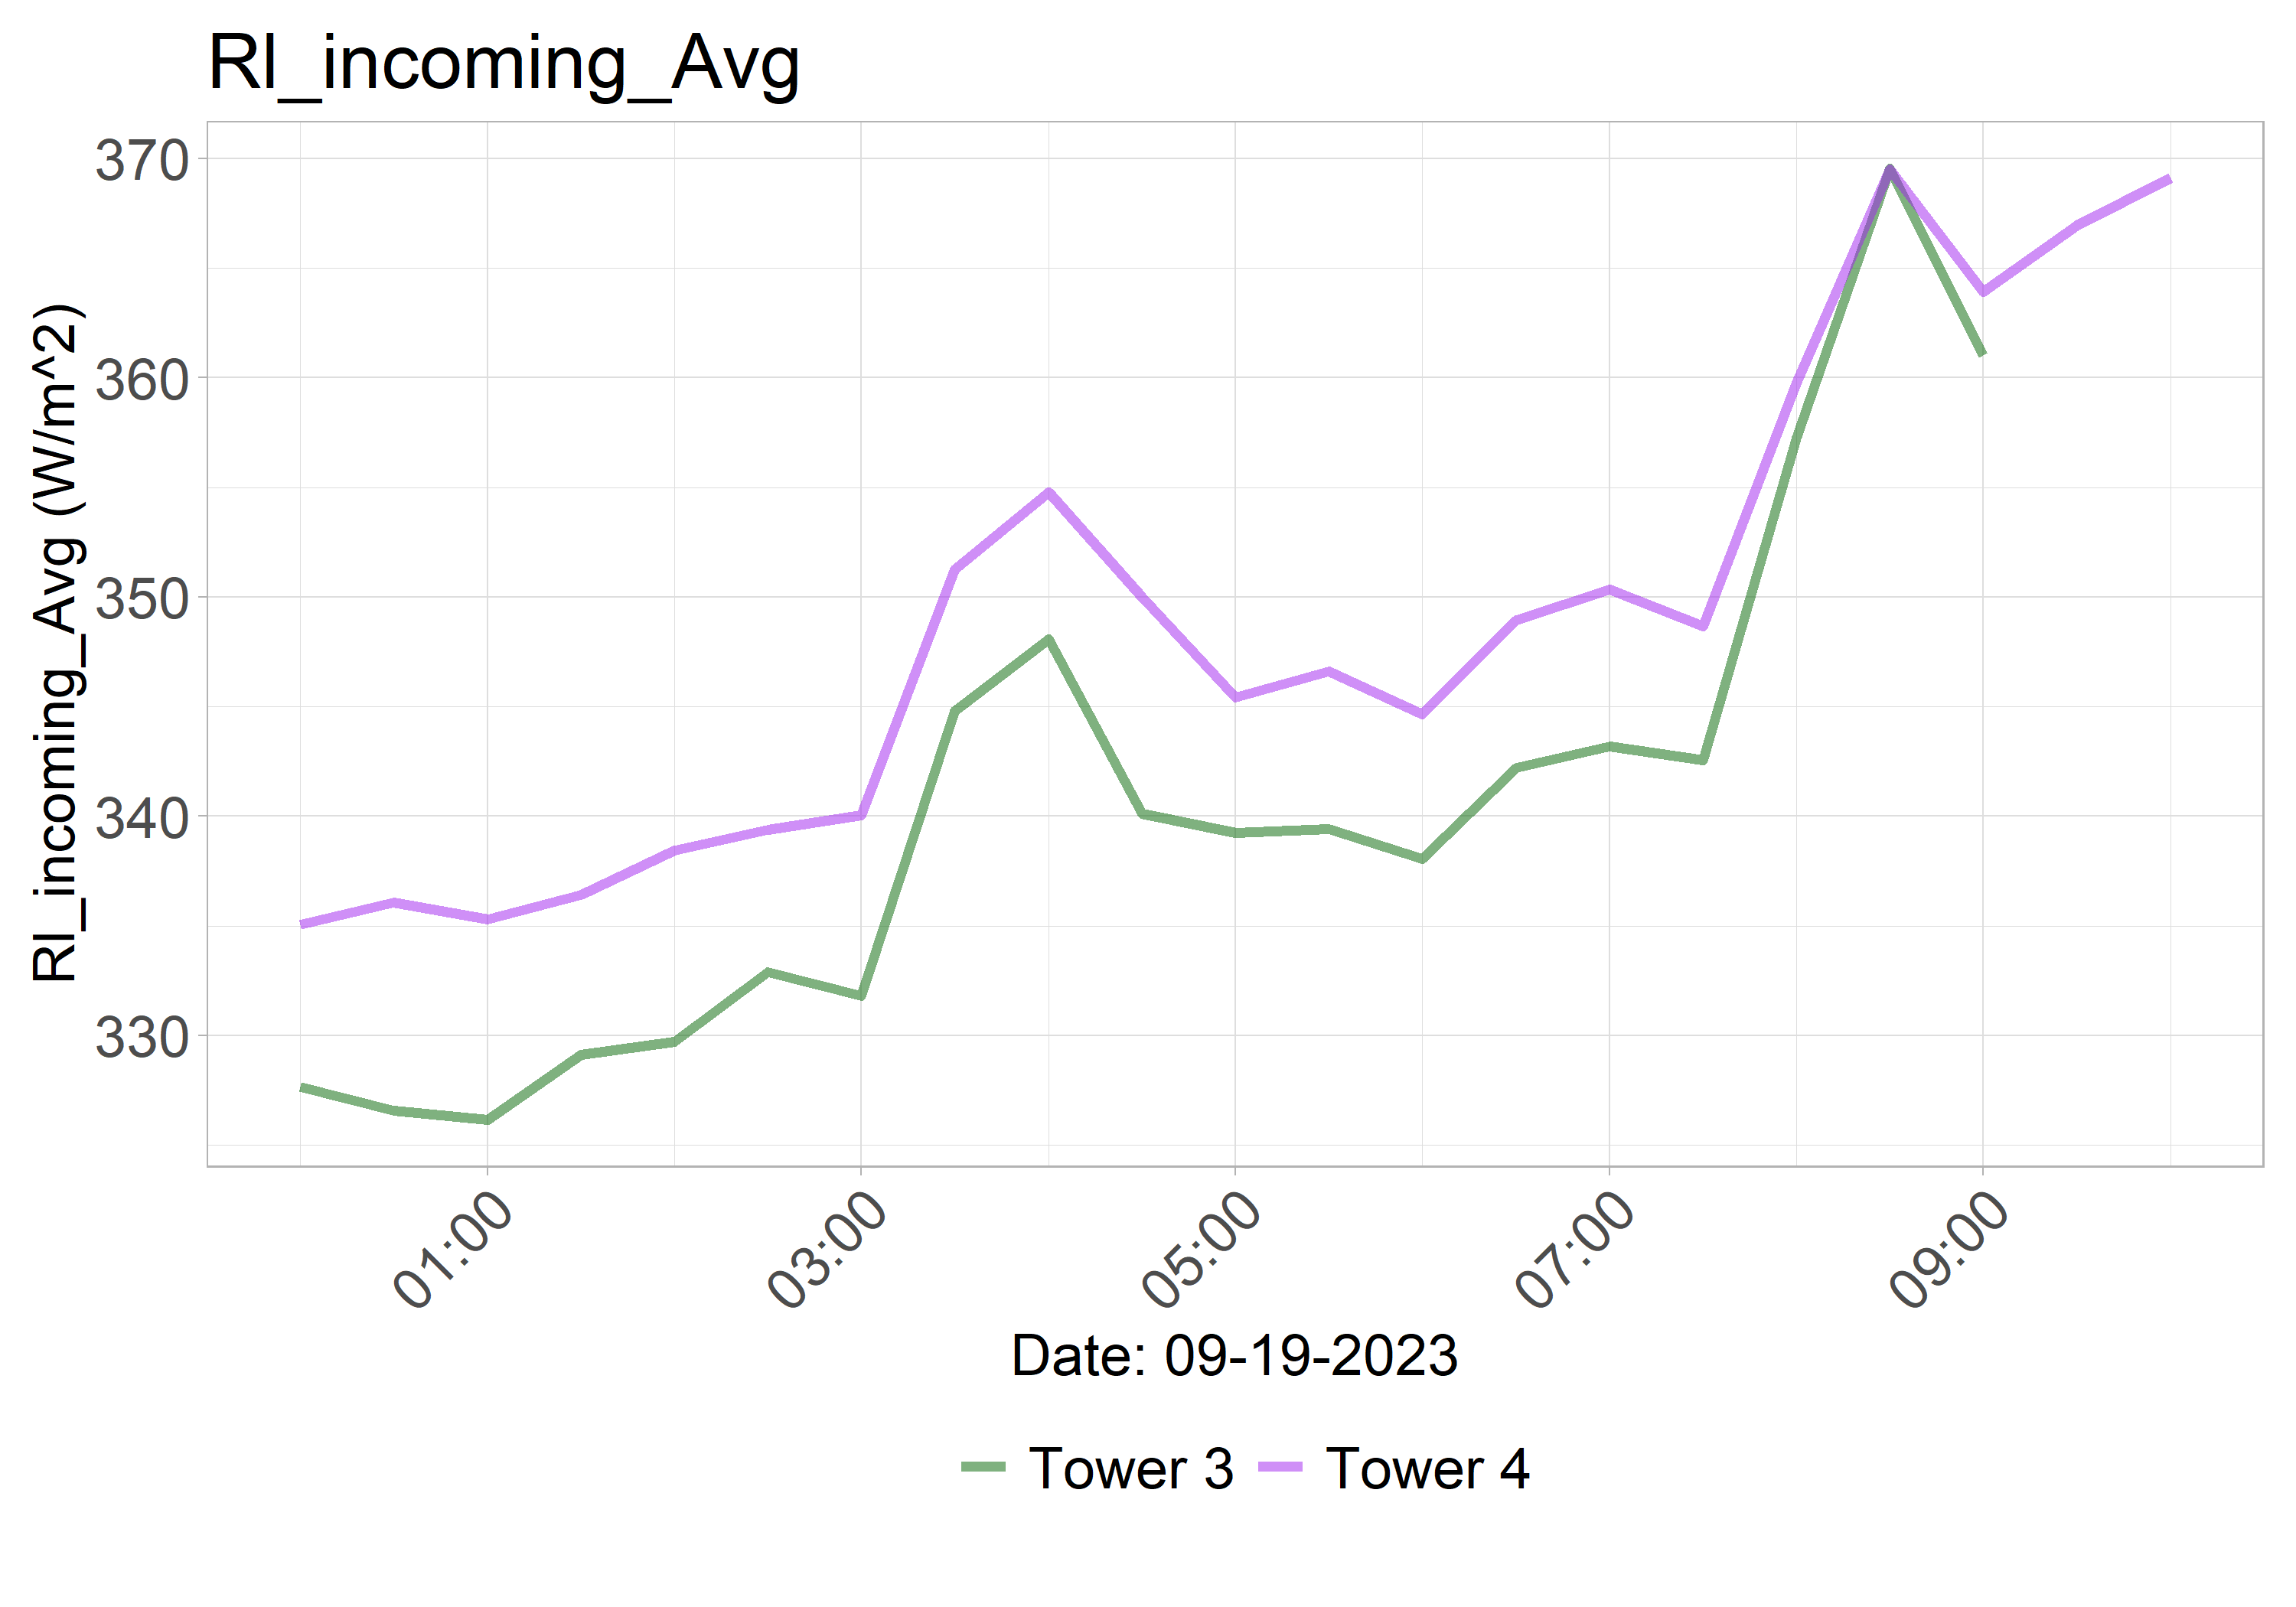 Rl_incoming_Avg
Rl_incoming_Avg (W/m^2)
370
360
350
340
330
01:00
03:00
05:00
07:00
09:00
Date: 09-19-2023
Tower 3
Tower 4